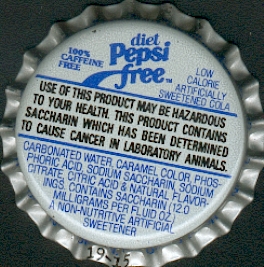 diet
100%
CAFFEINE
FREE
Pepsi
free™
LOW
CALORIE
ARTIFICIALLY
SWEETENED COLA
USE OF THIS PRODUCT MAY BE HAZARDOUS
TO YOUR HEALTH. THIS PRODUCT CONTAINS
SACCHARIN WHICH HAS BEEN DETERMINED
TO CAUSE CANCER IN LABORATORY ANIMALS.
CARBONATED WATER, CARAMEL COLOR, PHOS-
PHORIC ACID, SODIUM SACCHARIN, SODIUM
CITRATE, CITRIC ACID & NATURAL FLAVOR-
INGS. CONTAINS SACCHARIN (12.0
MILLIGRAMS PER FLUID OZ.)
A NON-NUTRITIVE ARTIFICIAL
SWEETENER
19-15